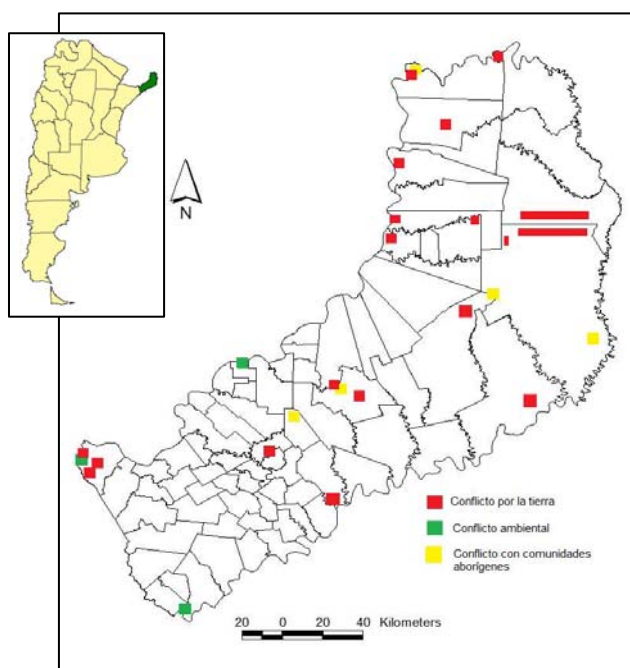 N
Conflicto por la tierra
Conflicto ambiental
Conflicto con comunidades
aborígenes
20 0 20 40 Kilometers